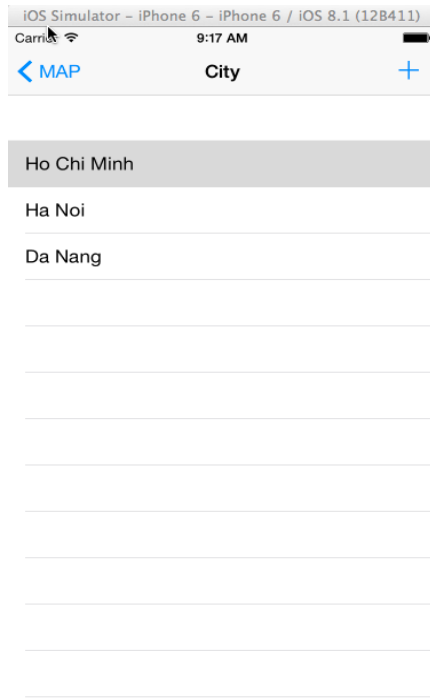 iOS Simulator - iPhone 6 - iPhone 6 / iOS 8.1 (12B411)
9:17 AM
MAP City +
Ho Chi Minh
Ha Noi
Da Nang